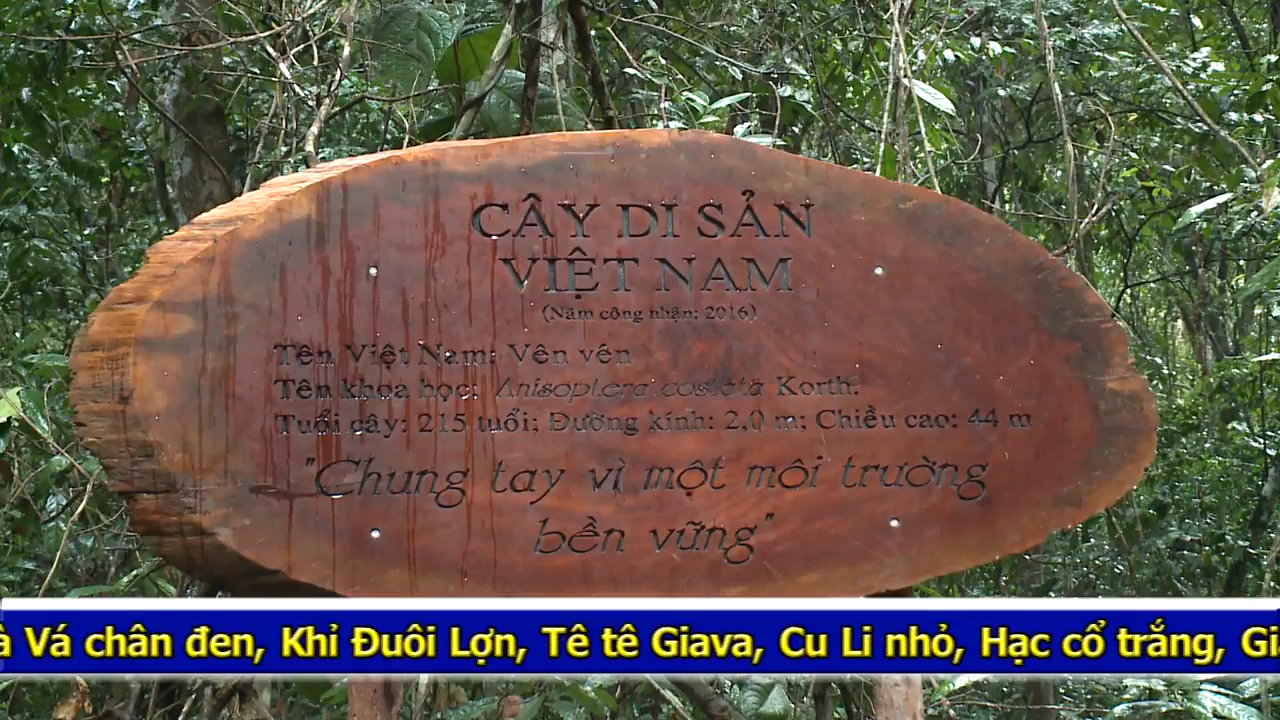 CÂY DI SẢN
VIỆT NAM
(Năm công nhận: 2016)
Tên Việt Nam: Vên vên
Tên khoa học: Anisoptera costata Korth.
Tuổi cây: 215 tuổi; Đường kính: 2,0 m; Chiều cao: 44 m
"Chung tay vì một môi trường
bền vững"
Vá chân đen, Khỉ Đuôi Lợn, Tê tê Giava, Cu Li nhỏ, Hạc cổ trắng,